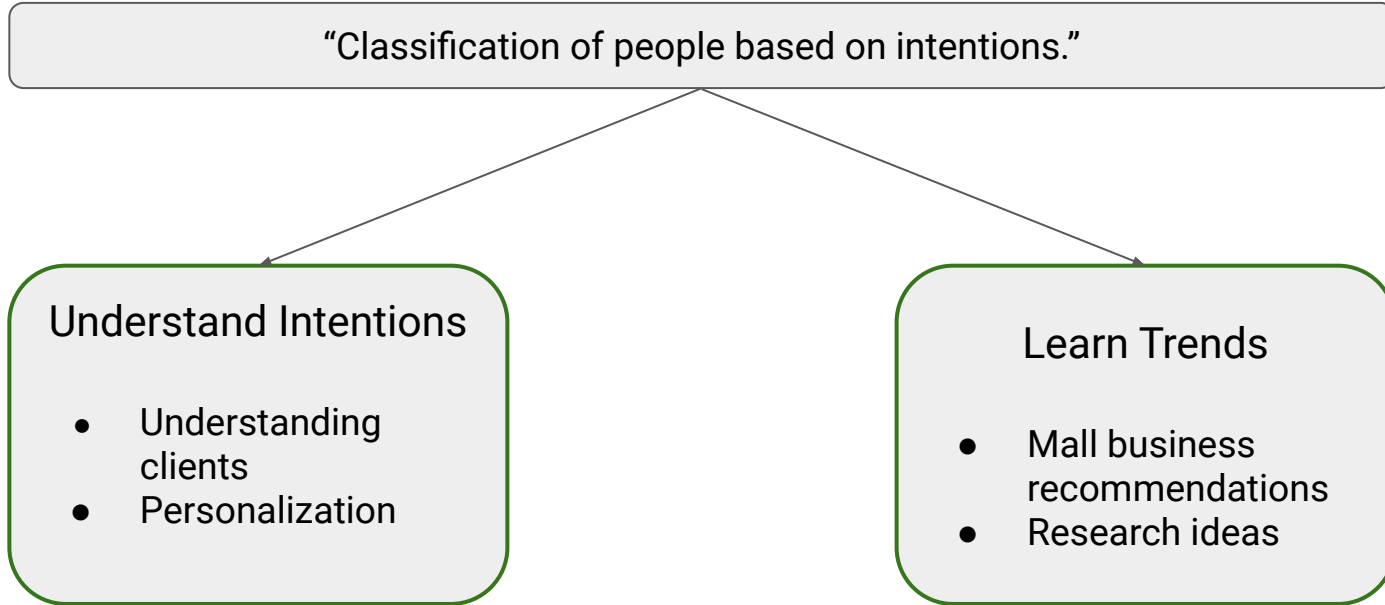 “Classification of people based on intentions.”
Understand Intentions
● Understanding
clients
● Personalization
Learn Trends
● Mall business
recommendations
● Research ideas